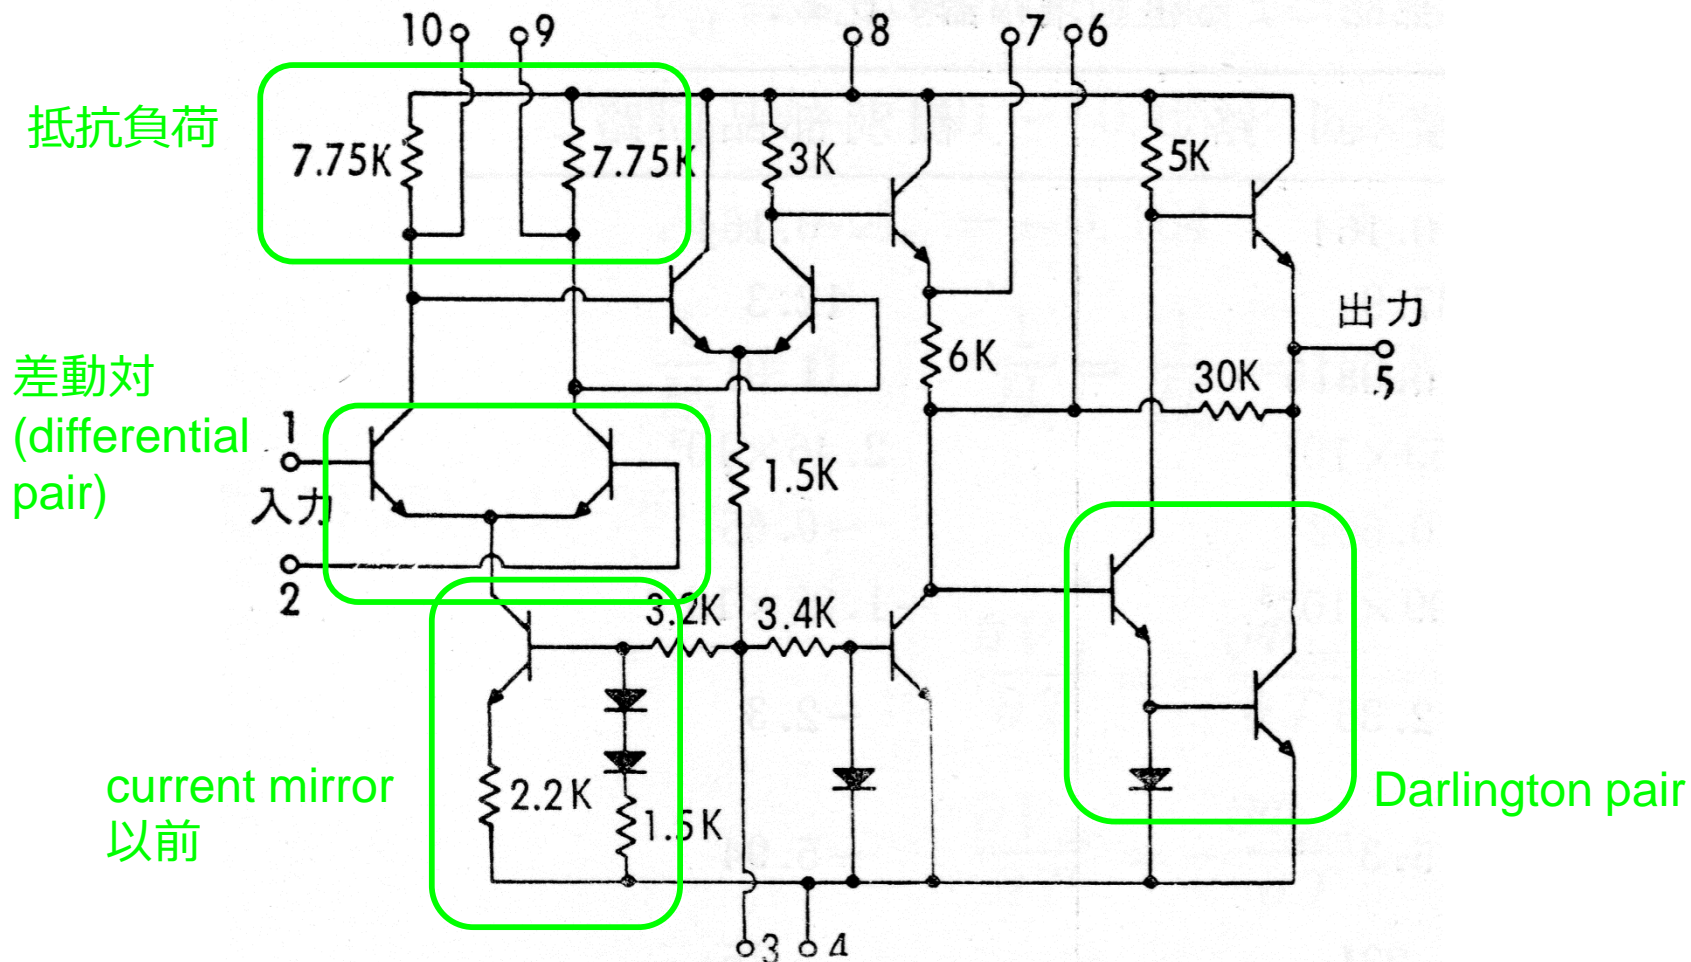 10
9
8
7
6
抵抗負荷
7.75K
7.75K
3K
5K
出力
5
6K
30K
差動対
(differential
pair)
1
入力
2
1.5K
3.2K
3.4K
current mirror
以前
2.2K
1.5K
Darlington pair
3
4